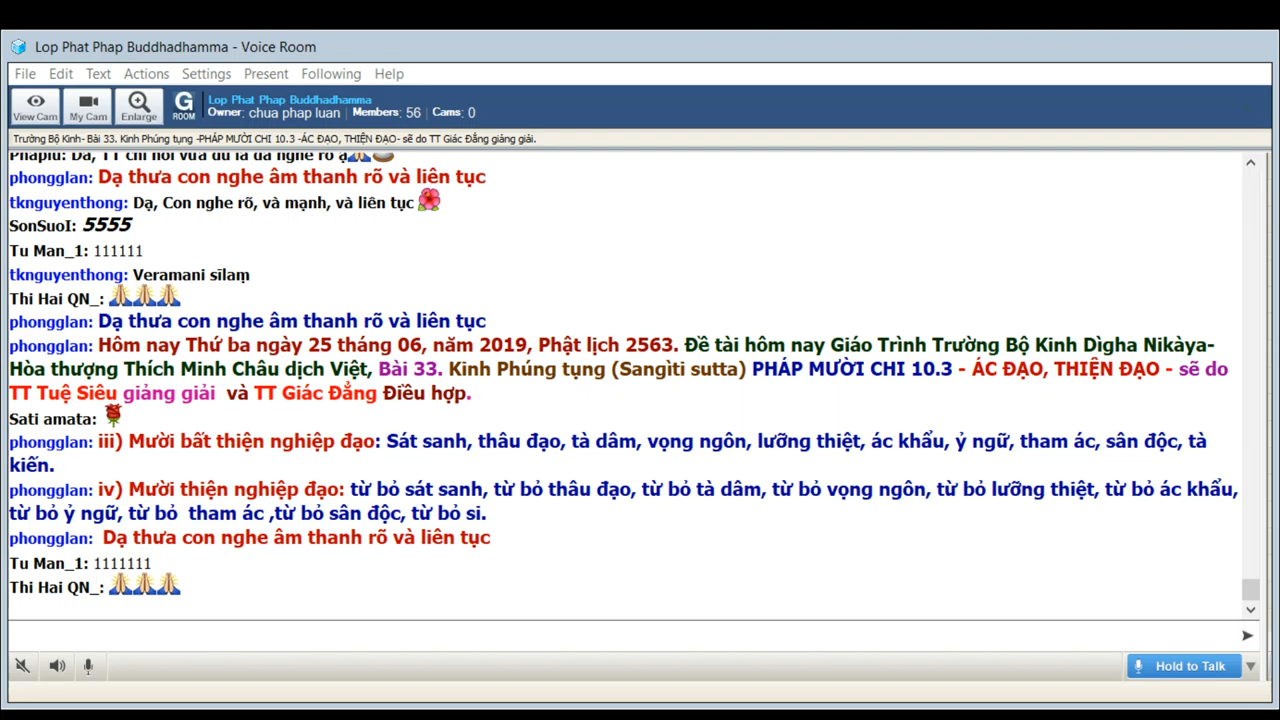 Lop Phat Phap Buddhadhamma - Voice Room
File Edit Text Actions Settings Present Following Help
View Cam My Cam Enlarge G ROOM Lop Phat Phap Buddhadhamma
Owner: chua phap luan | Members: 56 | Cams: 0
Trường Bộ Kinh- Bài 33. Kinh Phúng tụng -PHÁP MƯỜI CHI 10.3 -ÁC ĐẠO, THIỆN ĐẠO- sẽ do TT Giác Đẳng giảng giải.
Dạ, TT chỉ nói vừa đủ là đã nghe rõ ạ
phongglan: Dạ thưa con nghe âm thanh rõ và liên tục
tknguyenthong: Dạ, Con nghe rõ, và mạnh, và liên tục
SonSuoI: 5555
Tu Man_1: 111111
tknguyenthong: Veramani sīlaṃ
Thi Hai QN_:
phongglan: Dạ thưa con nghe âm thanh rõ và liên tục
phongglan: Hôm nay Thứ ba ngày 25 tháng 06, năm 2019, Phật lịch 2563. Đề tài hôm nay Giáo Trình Trường Bộ Kinh Dìgha Nikàya-
Hòa thượng Thích Minh Châu dịch Việt, Bài 33. Kinh Phúng tụng (Sangìti sutta) PHÁP MƯỜI CHI 10.3 - ÁC ĐẠO, THIỆN ĐẠO - sẽ do
TT Tuệ Siêu giảng giải và TT Giác Đẳng Điều hợp.
Sati amata:
phongglan: iii) Mười bất thiện nghiệp đạo: Sát sanh, thâu đạo, tà dâm, vọng ngôn, lưỡng thiệt, ác khẩu, ỷ ngữ, tham ác, sân độc, tà
kiến.
phongglan: iv) Mười thiện nghiệp đạo: từ bỏ sát sanh, từ bỏ thâu đạo, từ bỏ tà dâm, từ bỏ vọng ngôn, từ bỏ lưỡng thiệt, từ bỏ ác khẩu,
từ bỏ ỷ ngữ, từ bỏ tham ác ,từ bỏ sân độc, từ bỏ si.
phongglan: Dạ thưa con nghe âm thanh rõ và liên tục
Tu Man_1: 1111111
Thi Hai QN_:
Hold to Talk